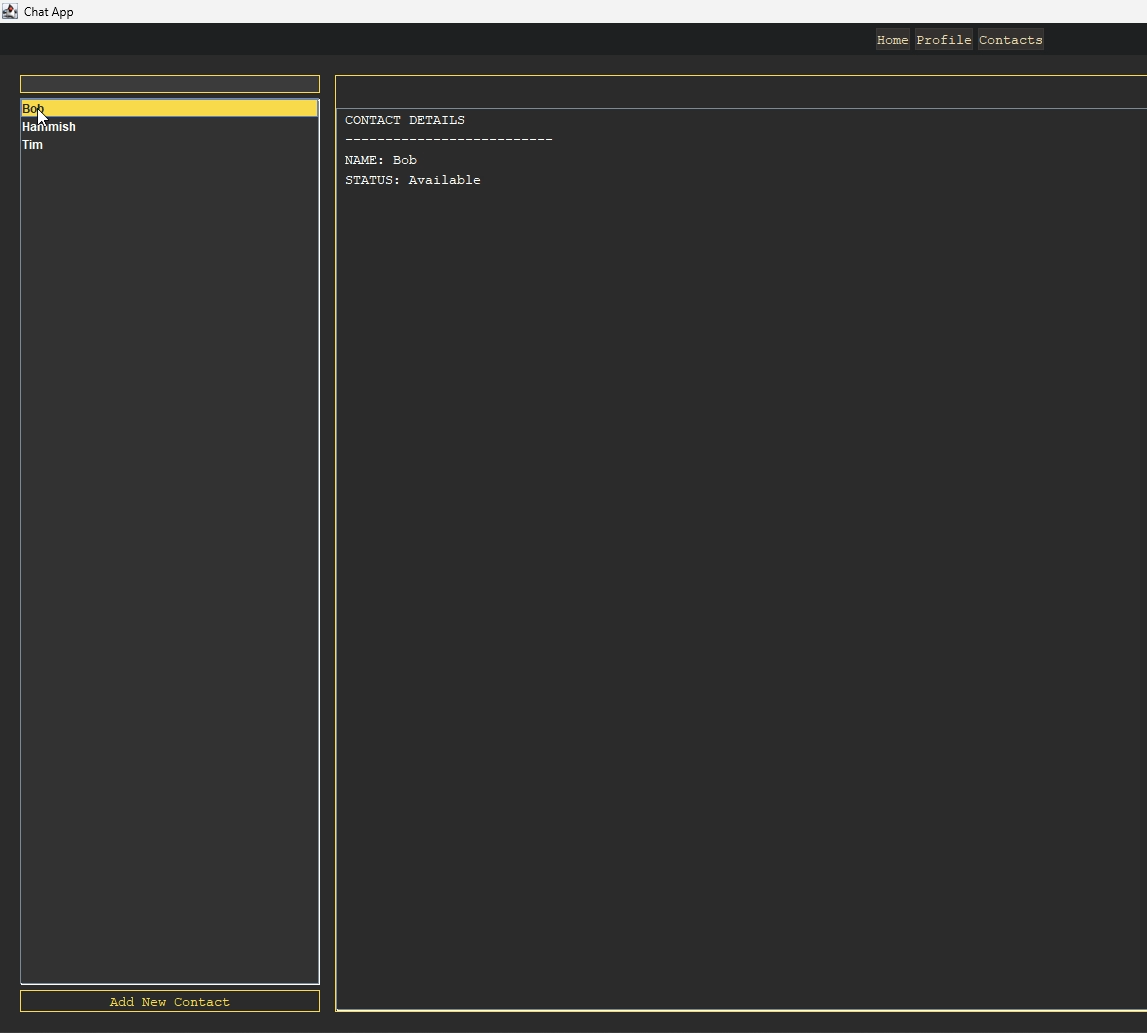 Chat App
Home Profile Contacts
Bob
Hammish
Tim
CONTACT DETAILS
--------------------------
NAME: Bob
STATUS: Available
Add New Contact